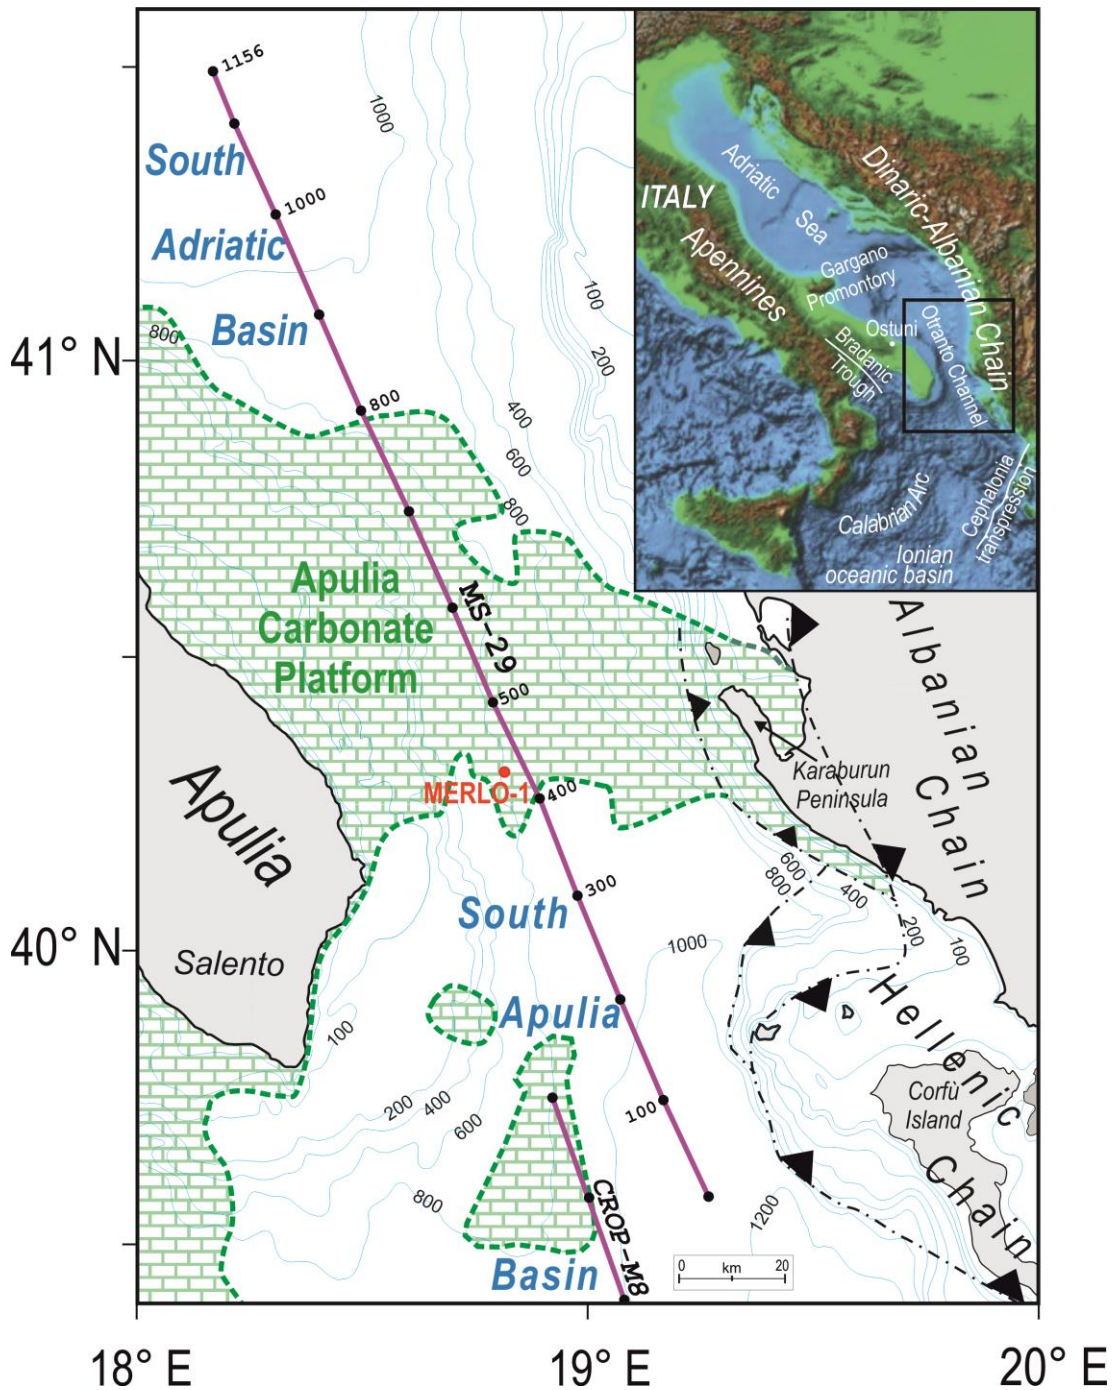 1156
South
1000
Adriatic
Basin
800
1000
100
200
400
600
800
800
41° N
Apulia
Carbonate
Platform
MS-29
500
MERLO-1
400
300
South
Apulia
Basin
100
CROP-M8
Apulia
Salento
40° N
100
200
400
600
800
1000
1200
600
800
400
200
100
Karaburun
Peninsula
Albanian
Chain
Hellenic
Chain
Corfù
Island
0 km 20
18° E
19° E
20° E
ITALY
Adriatic
Sea
Dinaric-Albanian Chain
Apennines
Gargano
Promontory
Ostuni
Bradanic
Trough
Otranto Channel
Calabrian Arc
Cephalonia
transpression
Ionian
oceanic basin